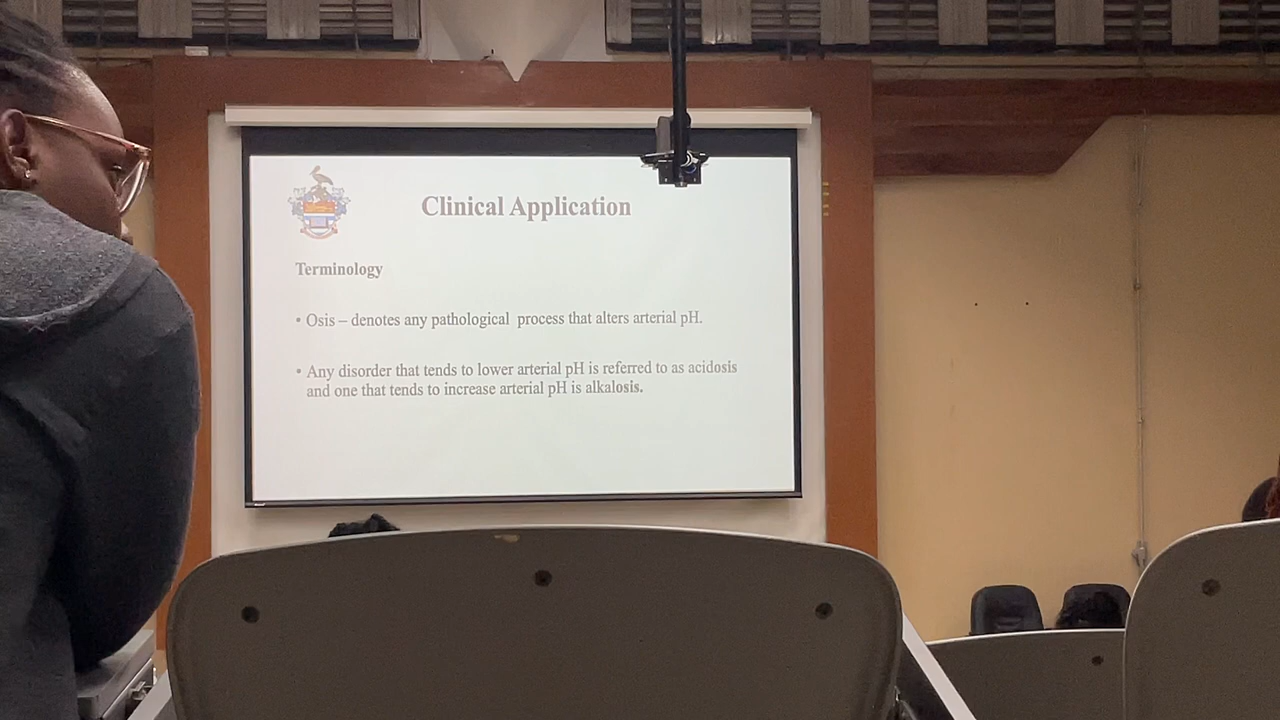 Clinical Application
Terminology
• Osis – denotes any pathological process that alters arterial pH.
• Any disorder that tends to lower arterial pH is referred to as acidosis
and one that tends to increase arterial pH is alkalosis.